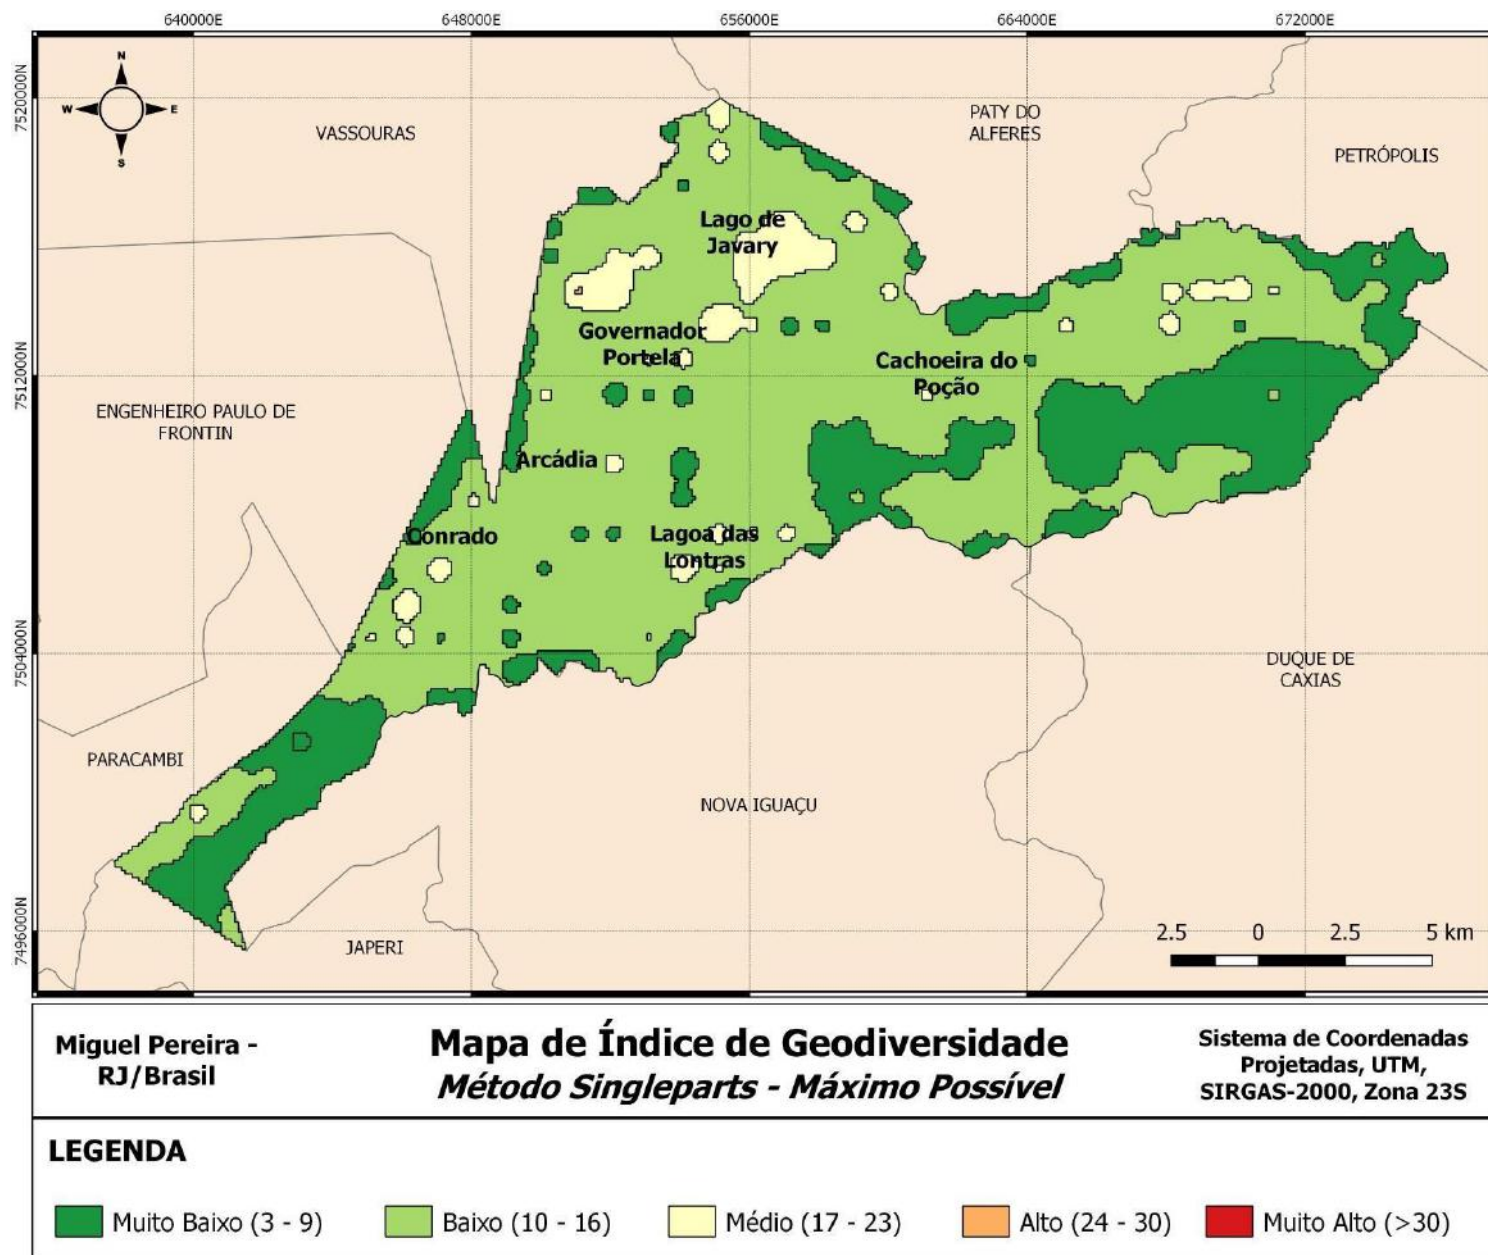 640000E 648000E 656000E 664000E 672000E
7520000N
7512000N
7504000N
7496000N
N
W E
S
VASSOURAS
PATY DO
ALFERES
PETRÓPOLIS
Lago de
Javary
Governador
Portela
Cachoeira do
Poção
ENGENHEIRO PAULO DE
FRONTIN
Arcádia
Conrado
Lagoa das
Lontras
DUQUE DE
CAXIAS
PARACAMBI
NOVA IGUAÇU
JAPERI
2.5 0 2.5 5 km
Miguel Pereira -
RJ/Brasil
Mapa de Índice de Geodiversidade
Método Singleparts - Máximo Possível
Sistema de Coordenadas
Projetadas, UTM,
SIRGAS-2000, Zona 23S
LEGENDA
Muito Baixo (3 - 9) Baixo (10 - 16) Médio (17 - 23) Alto (24 - 30) Muito Alto (>30)